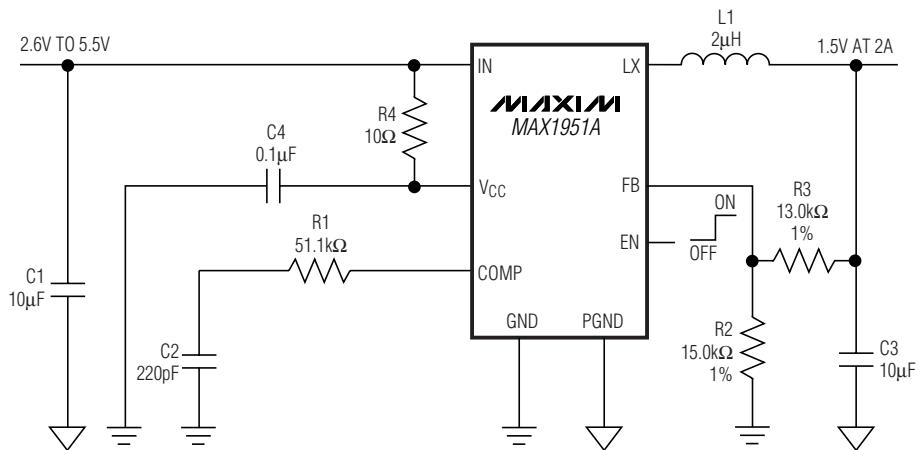 2.6V TO 5.5V
C1
10µF
C4
0.1µF
R4
10Ω
R1
51.1kΩ
C2
220pF
IN
LX
MAXIM
MAX1951A
VCC
FB
EN
COMP
GND
PGND
L1
2µH
1.5V AT 2A
ON
OFF
R3
13.0kΩ
1%
R2
15.0kΩ
1%
C3
10µF